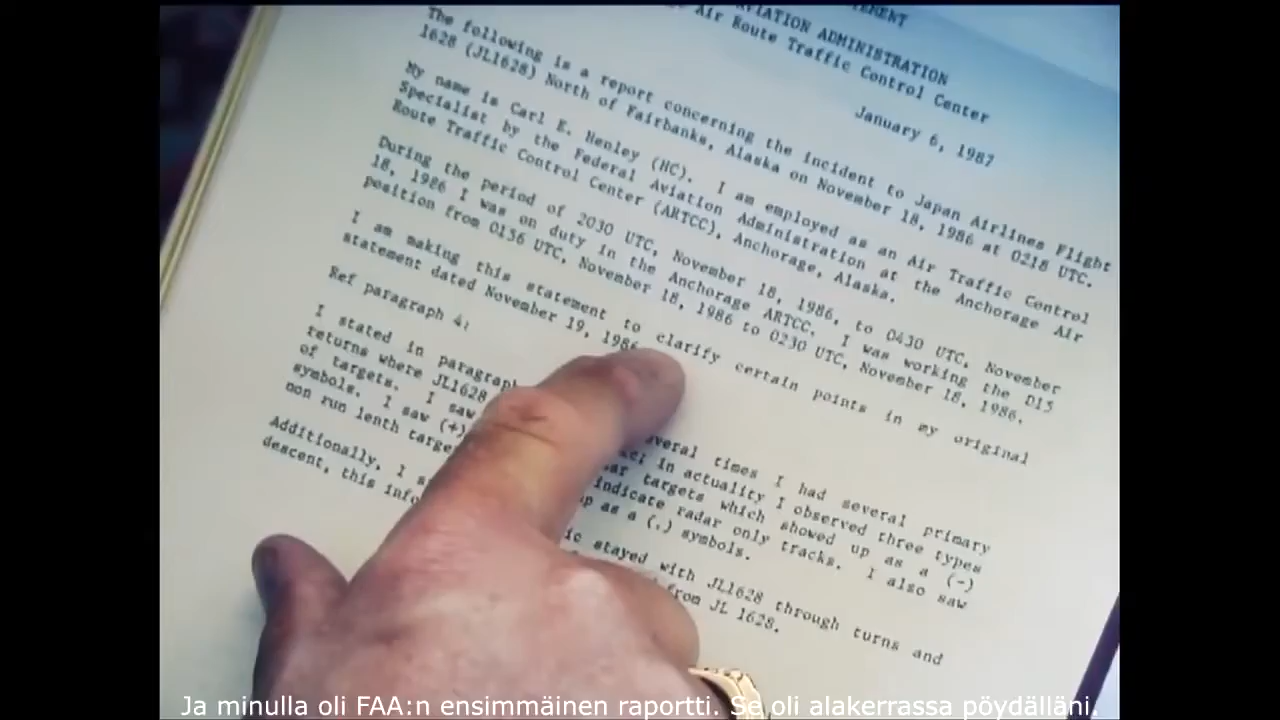 AVIATION ADMINISTRATION
Air Route Traffic Control Center
January 6, 1987
The following is a report concerning the incident to Japan Airlines Flight
1628 (JL1628) North of Fairbanks, Alaska on November 18, 1986 at 0218 UTC.
My name is Carl E. Henley (HC). I am employed as an Air Traffic Control
Specialist by the Federal Aviation Administration at the Anchorage Air
Route Traffic Control Center (ARTCC), Anchorage, Alaska.
During the period of 2030 UTC, November 18, 1986, to 0430 UTC, November
18, 1986 I was on duty in the Anchorage ARTCC. I was working the D15
position from 0156 UTC, November 18, 1986 to 0230 UTC, November 18, 1986.
I am making this statement to clarify certain points in my original
statement dated November 19, 1986
Ref paragraph 4:
I stated in paragraph several times I had several primary
returns where JL1628 in actuality I observed three types
of targets. I saw targets which showed up as a (-)
symbols. I saw (+) indicate radar only tracks. I also saw
non run lenth up as a (.) symbols.
Additionally, I stayed with JL1628 through turns and
descent, this from JL 1628.
Ja minulla oli FAA:n ensimmäinen raportti. Se oli alakerrassa pöydälläni.